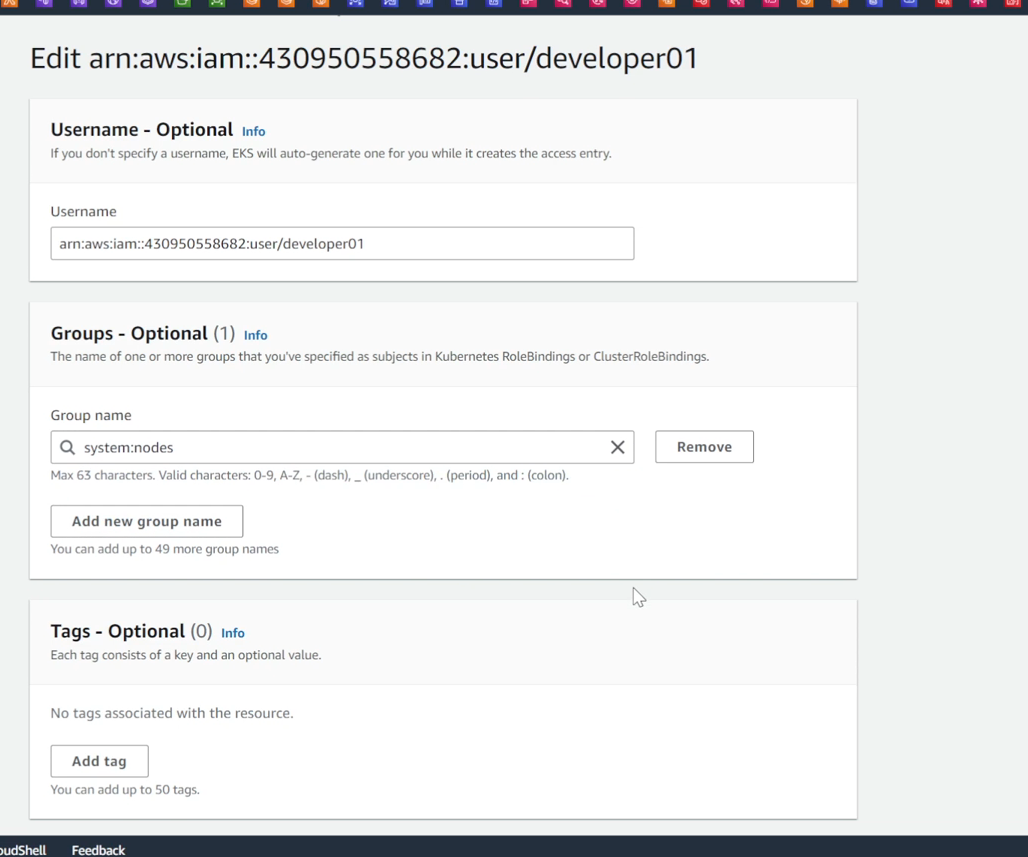 Edit arn:aws:iam::430950558682:user/developer01
Username - Optional Info
If you don't specify a username, EKS will auto-generate one for you while it creates the access entry.
Username
arn:aws:iam::430950558682:user/developer01
Groups - Optional (1) Info
The name of one or more groups that you've specified as subjects in Kubernetes RoleBindings or ClusterRoleBindings.
Group name
system:nodes
Remove
Max 63 characters. Valid characters: 0-9, A-Z, - (dash), _ (underscore), . (period), and : (colon).
Add new group name
You can add up to 49 more group names
Tags - Optional (0) Info
Each tag consists of a key and an optional value.
No tags associated with the resource.
Add tag
You can add up to 50 tags.
oudShell Feedback